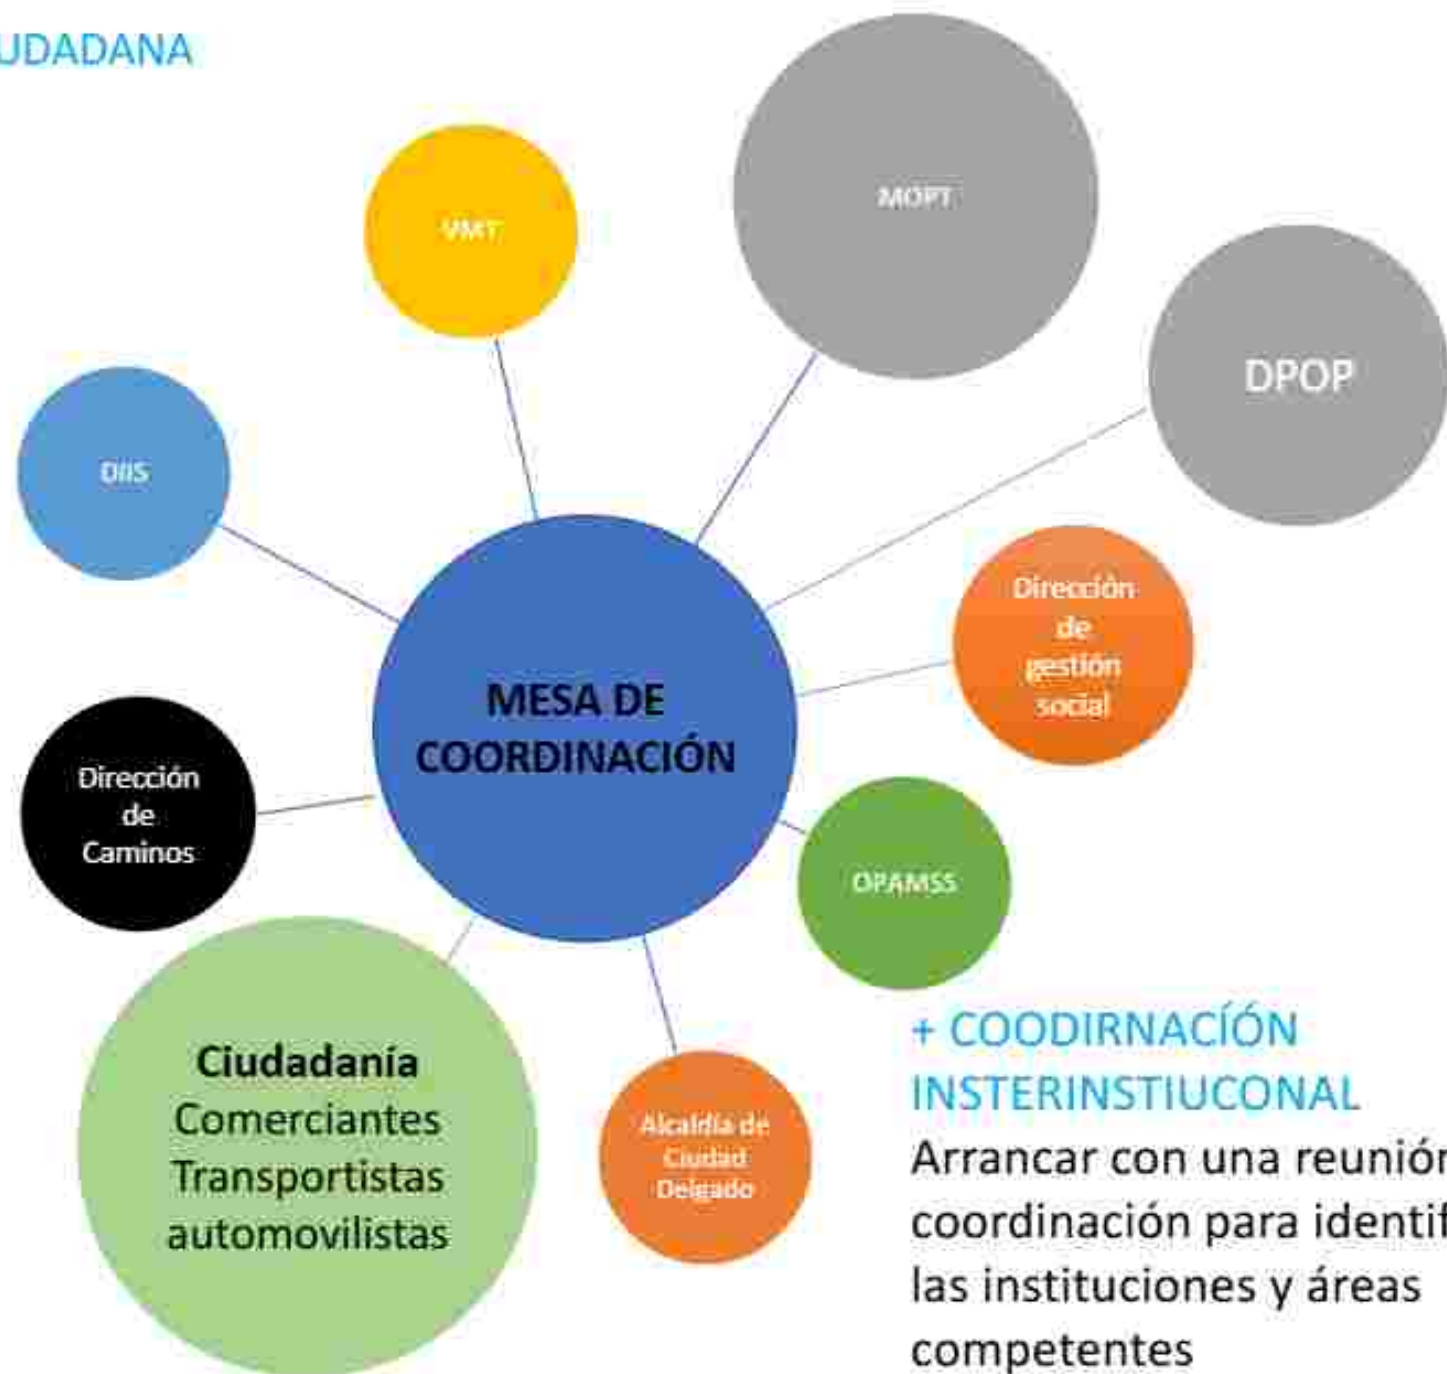 UDADANA
VMT
MOPT
DPOP
DIIS
Dirección
de
gestión
social
MESA DE
COORDINACIÓN
Dirección
de
Caminos
OPAMSS
Ciudadanía
Comerciantes
Transportistas
automovilistas
Alcaldía de
Ciudad
Delgado
+ COODIRNACÍÓN
INSTERINSTIUCONAL
Arrancar con una reunión
coordinación para identif
las instituciones y áreas
competentes